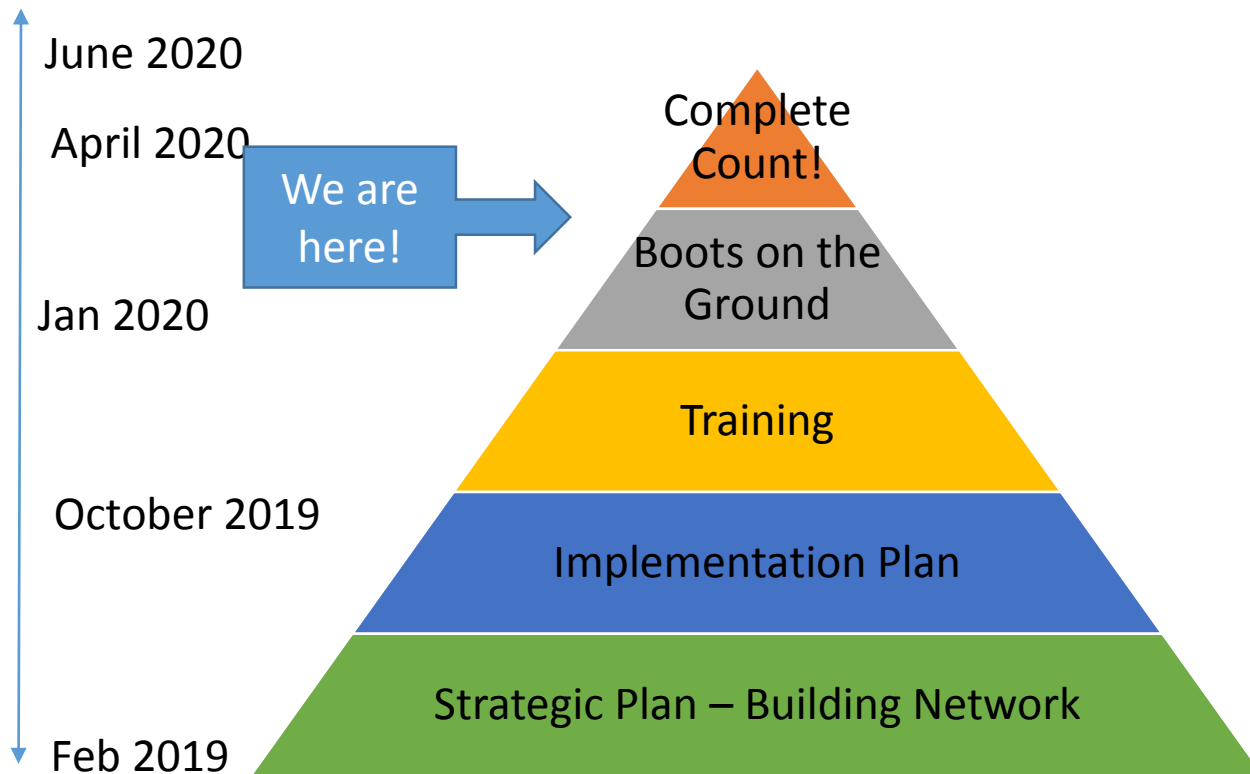 June 2020
April 2020
We are
here!
Jan 2020
October 2019
Feb 2019
Complete
Count!
Boots on the
Ground
Training
Implementation Plan
Strategic Plan – Building Network